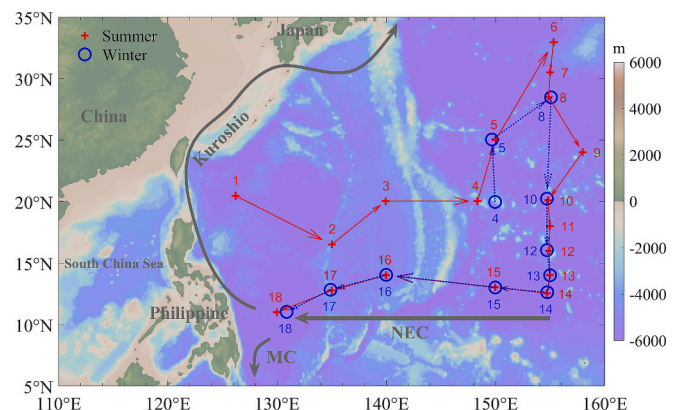 35°N
30°N
25°N
20°N
15°N
10°N
5°N
110°E
120°E
130°E
140°E
150°E
160°E
Summer
Winter
Japan
China
Kuroshio
South China Sea
Philippine
MC
NEC
1
2
3
4
5
6
7
8
9
10
11
12
13
14
15
16
17
18
4
5
8
10
12
13
14
15
16
17
18
m
6000
4000
2000
0
-2000
-4000
-6000